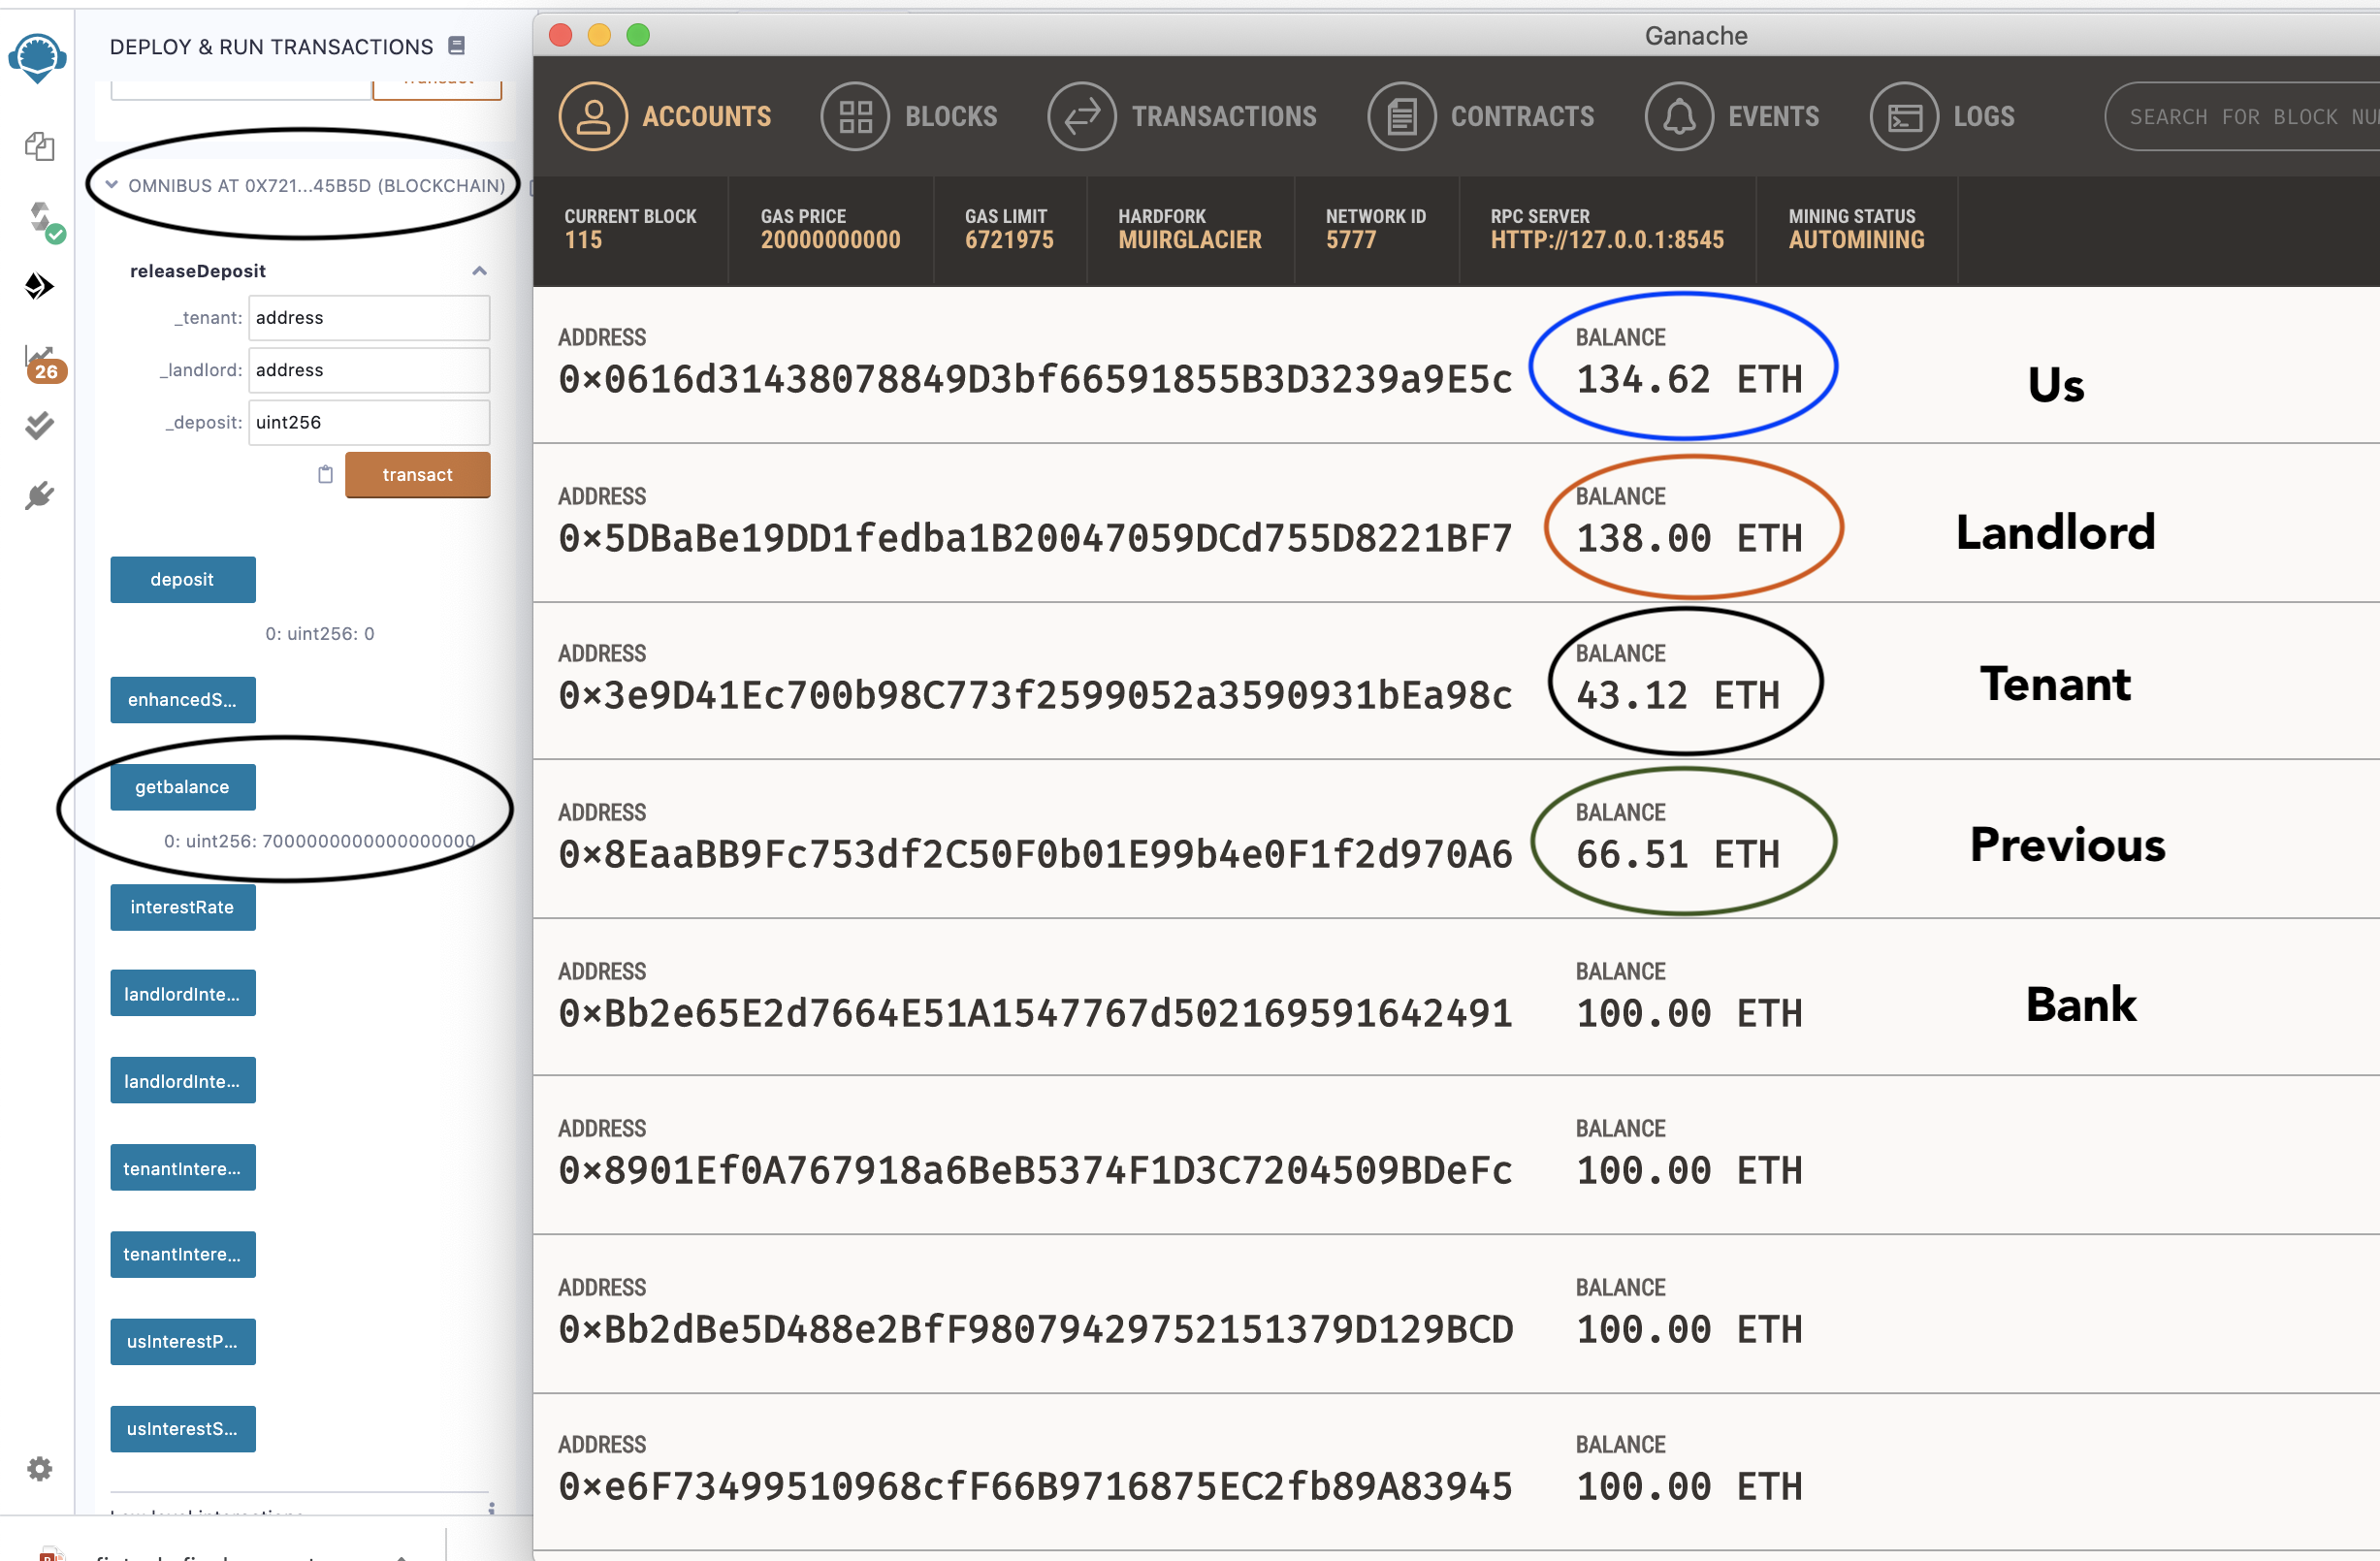 DEPLOY & RUN TRANSACTIONS
OMNIBUS AT 0X721...45B5D (BLOCKCHAIN)
releaseDeposit
_tenant: address
_landlord: address
_deposit: uint256
transact
deposit
0: uint256: 0
enhancedS...
getbalance
0: uint256: 7000000000000000000
interestRate
landlordInte...
landlordInte...
tenantIntere...
tenantIntere...
usInterestP...
usInterestS...
26
Ganache
ACCOUNTS BLOCKS TRANSACTIONS CONTRACTS EVENTS LOGS SEARCH FOR BLOCK NU
CURRENT BLOCK GAS PRICE GAS LIMIT HARDFORK NETWORK ID RPC SERVER MINING STATUS
115 20000000000 6721975 MUIRGLACIER 5777 HTTP://127.0.0.1:8545 AUTOMINING
ADDRESS BALANCE
0×0616d31438078849D3bf66591855B3D3239a9E5c 134.62 ETH Us
ADDRESS BALANCE
0×5DBaBe19DD1fedba1B20047059DCd755D8221BF7 138.00 ETH Landlord
ADDRESS BALANCE
0×3e9D41Ec700b98C773f2599052a3590931bEa98c 43.12 ETH Tenant
ADDRESS BALANCE
0×8EaaBB9Fc753df2C50F0b01E99b4e0F1f2d970A6 66.51 ETH Previous
ADDRESS BALANCE
0×Bb2e65E2d7664E51A1547767d502169591642491 100.00 ETH Bank
ADDRESS BALANCE
0×8901Ef0A767918a6BeB5374F1D3C7204509BDeFc 100.00 ETH
ADDRESS BALANCE
0×Bb2dBe5D488e2BfF98079429752151379D129BCD 100.00 ETH
ADDRESS BALANCE
0×e6F73499510968cfF66B9716875EC2fb89A83945 100.00 ETH